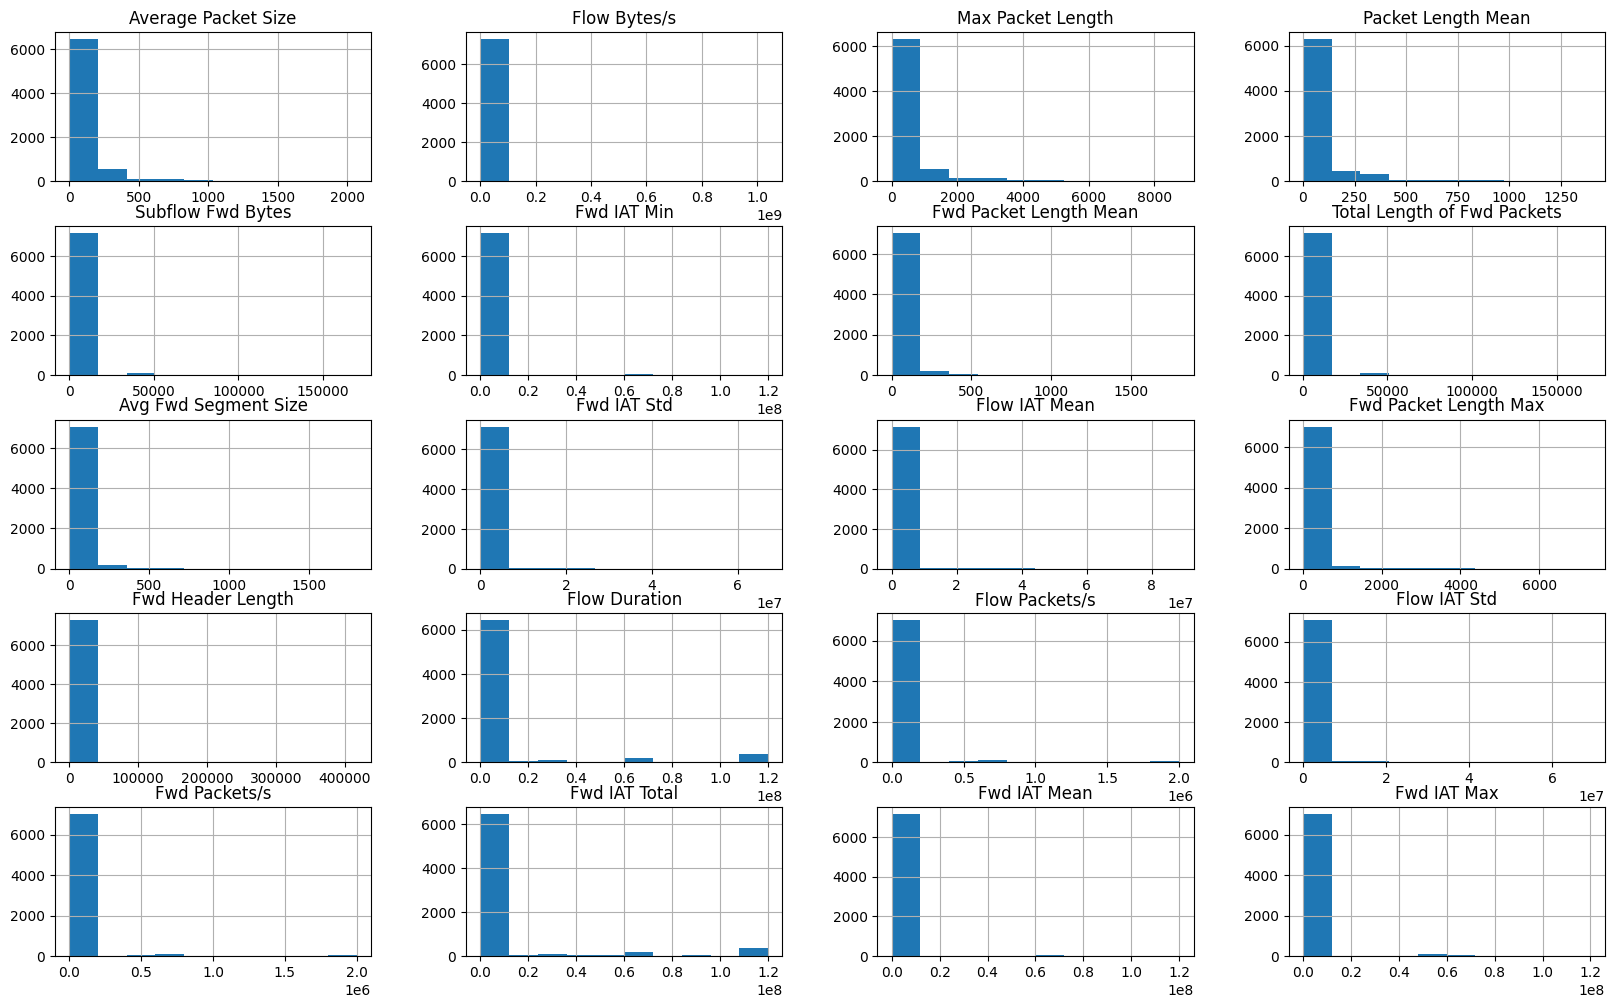 Average Packet Size
Flow Bytes/s
Max Packet Length
Packet Length Mean
6000
4000
2000
0
0 500 1000 1500 2000
6000
4000
2000
0
0.0 0.2 0.4 0.6 0.8 1.0
1e9
6000
4000
2000
0
0 2000 4000 6000 8000
6000
4000
2000
0
0 250 500 750 1000 1250
Subflow Fwd Bytes
Fwd IAT Min
Fwd Packet Length Mean
Total Length of Fwd Packets
6000
4000
2000
0
0 50000 100000 150000
6000
4000
2000
0
0.0 0.2 0.4 0.6 0.8 1.0 1.2
1e8
6000
4000
2000
0
0 500 1000 1500
6000
4000
2000
0
0 50000 100000 150000
Avg Fwd Segment Size
Fwd IAT Std
Flow IAT Mean
Fwd Packet Length Max
6000
4000
2000
0
0 500 1000 1500
6000
4000
2000
0
0 2 4 6
1e7
6000
4000
2000
0
0 2 4 6 8
1e7
6000
4000
2000
0
0 2000 4000 6000
Fwd Header Length
Flow Duration
Flow Packets/s
Flow IAT Std
6000
4000
2000
0
0 100000 200000 300000 400000
6000
4000
2000
0
0.0 0.2 0.4 0.6 0.8 1.0 1.2
1e8
6000
4000
2000
0
0.0 0.5 1.0 1.5 2.0
1e6
6000
4000
2000
0
0 2 4 6
1e7
Fwd Packets/s
Fwd IAT Total
Fwd IAT Mean
Fwd IAT Max
6000
4000
2000
0
0.0 0.5 1.0 1.5 2.0
1e6
6000
4000
2000
0
0.0 0.2 0.4 0.6 0.8 1.0 1.2
1e8
6000
4000
2000
0
0.0 0.2 0.4 0.6 0.8 1.0 1.2
1e8
6000
4000
2000
0
0.0 0.2 0.4 0.6 0.8 1.0 1.2
1e8